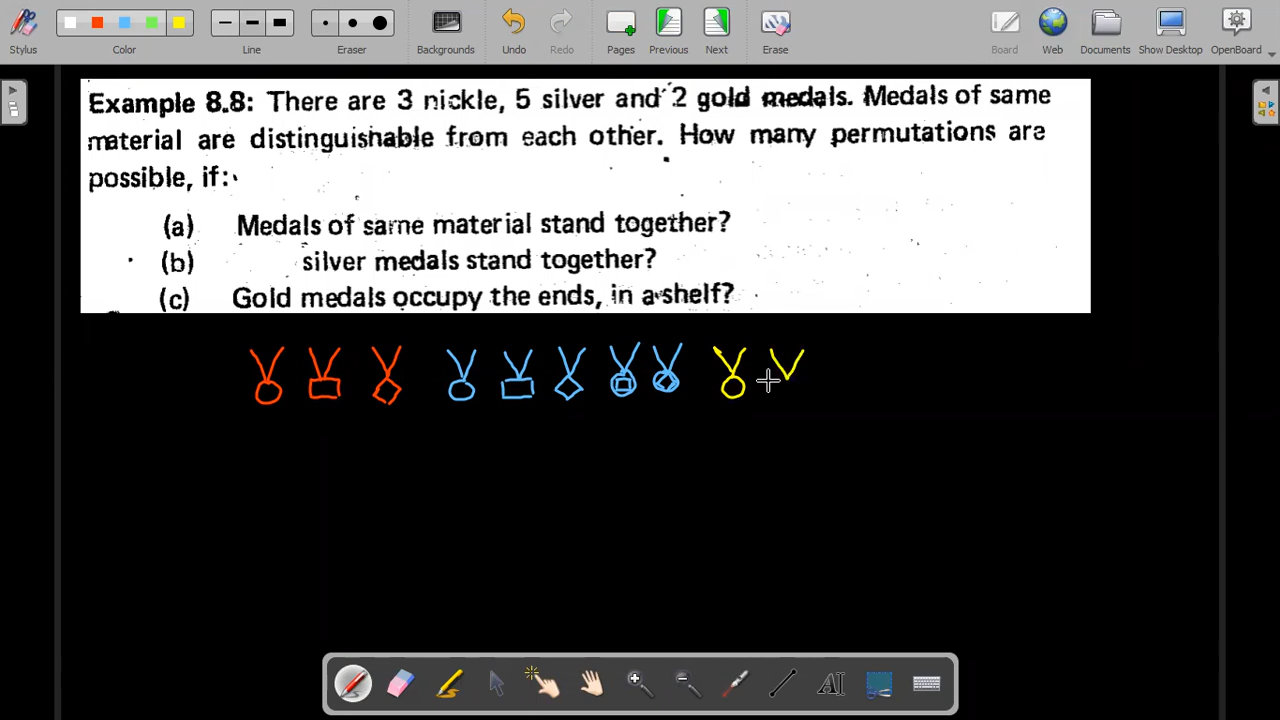 Stylus
Color
Line
Eraser
Backgrounds
Undo
Redo
Pages
Previous
Next
Erase
Board
Web
Documents
Show Desktop
OpenBoard
Example 8.8: There are 3 nickle, 5 silver and 2 gold medals. Medals of same
material are distinguishable from each other. How many permutations are
possible, if:
(a) Medals of same material stand together?
(b) silver medals stand together?
(c) Gold medals occupy the ends, in a shelf?
AI